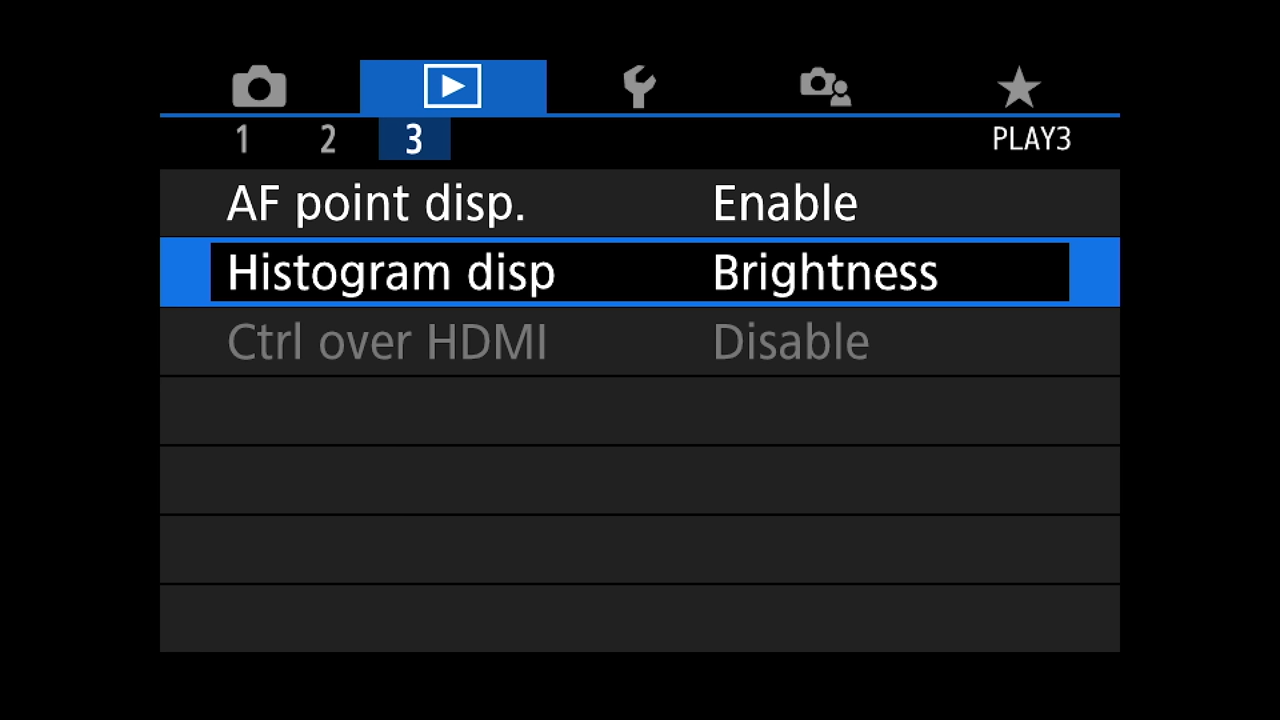 1 2 3 PLAY3
AF point disp. Enable
Histogram disp Brightness
Ctrl over HDMI Disable